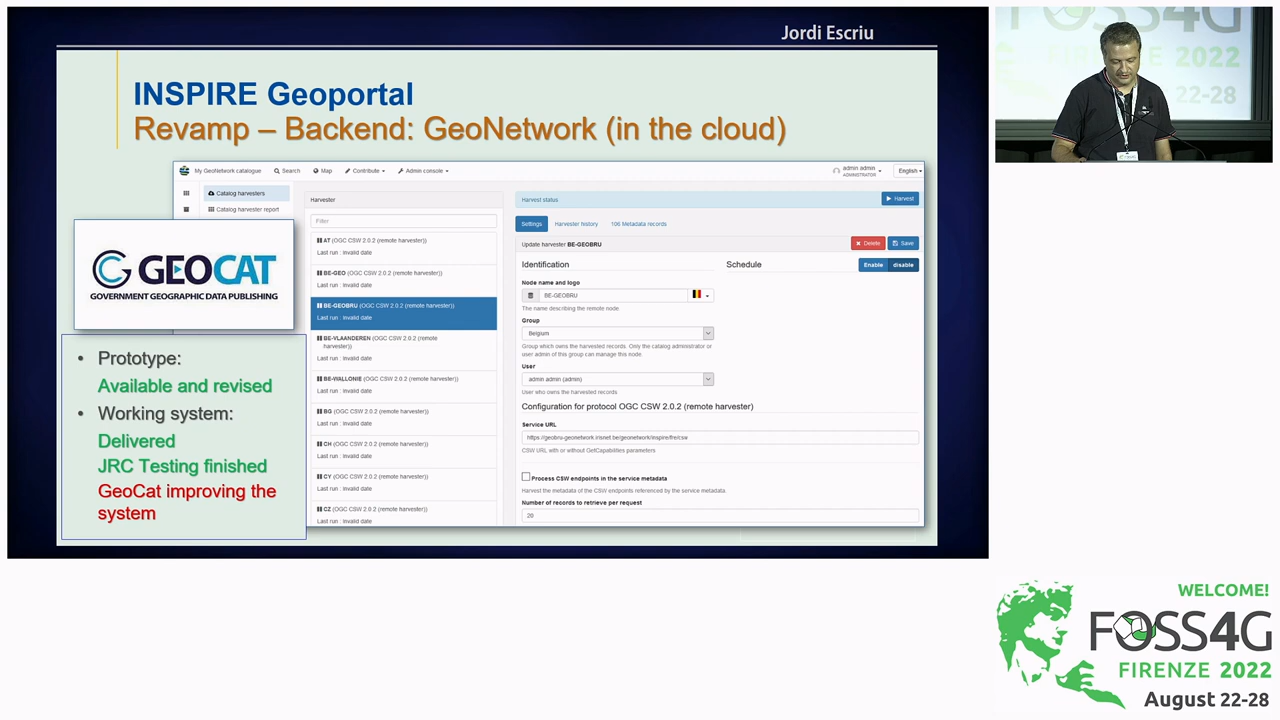 Jordi Escriu
INSPIRE Geoportal
Revamp – Backend: GeoNetwork (in the cloud)
My GeoNetwork catalogue
Search
Map
Contribute
Admin console
admin admin
ADMINISTRATOR
English
Catalog harvesters
Catalog harvester report
Harvester
Filter
AT (OGC CSW 2.0.2 (remote harvester))
Last run : Invalid date
BE-GEO (OGC CSW 2.0.2 (remote harvester))
Last run : Invalid date
BE-GEOBRU (OGC CSW 2.0.2 (remote harvester))
Last run : Invalid date
BE-VLAANDEREN (OGC CSW 2.0.2 (remote
harvester))
Last run : Invalid date
BE-WALLONIE (OGC CSW 2.0.2 (remote harvester))
Last run : Invalid date
BG (OGC CSW 2.0.2 (remote harvester))
Last run : Invalid date
CH (OGC CSW 2.0.2 (remote harvester))
Last run : Invalid date
CY (OGC CSW 2.0.2 (remote harvester))
Last run : Invalid date
CZ (OGC CSW 2.0.2 (remote harvester))
Last run : Invalid date
Harvest status
Harvest
Settings
Harvester history
106 Metadata records
Update harvester BE-GEOBRU
Delete
Save
Identification
Schedule
Enable
disable
Node name and logo
BE-GEOBRU
The name describing the remote node.
Group
Belgium
Group which owns the harvested records. Only the catalog administrator or
user admin of this group can manage this node.
User
admin admin (admin)
User who owns the harvested records
Configuration for protocol OGC CSW 2.0.2 (remote harvester)
Service URL
https://geobru-geonetwork.irisnet.be/geonetwork/inspire/fre/csw
CSW URL with or without GetCapabilities parameters
Process CSW endpoints in the service metadata
Harvest the metadata of the CSW endpoints referenced by the service metadata
Number of records to retrieve per request
20
GEOCAT
GOVERNMENT GEOGRAPHIC DATA PUBLISHING
• Prototype:
Available and revised
• Working system:
Delivered
JRC Testing finished
GeoCat improving the
system
FOSS4G
FIRENZE 2022
22-28
WELCOME!
FOSS4G
FIRENZE 2022
August 22-28